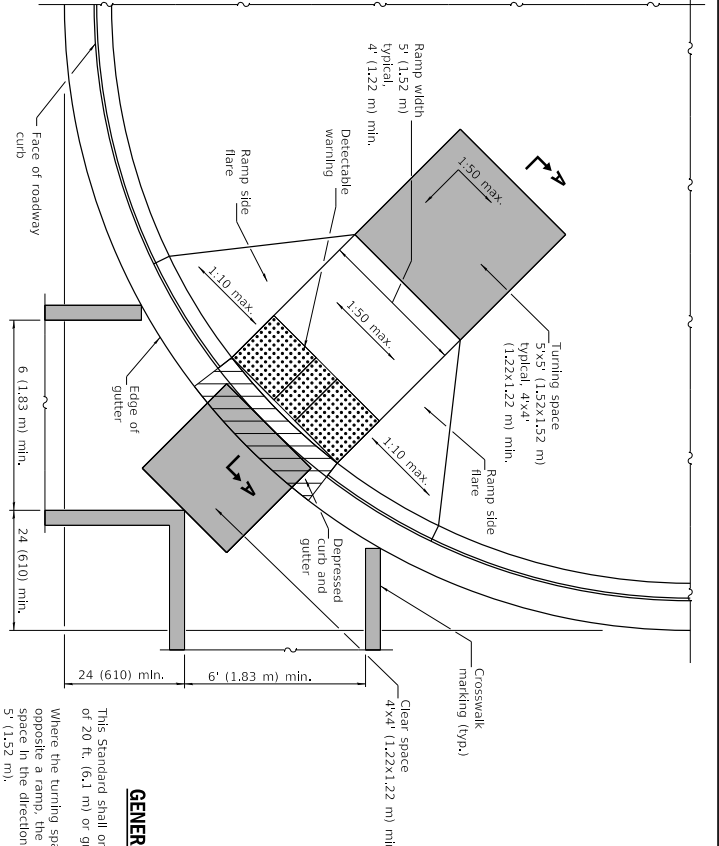 Ramp width
5' (1.52 m)
typical,
4' (1.22 m) min.
Detectable
warning
Ramp side
flare
Face of roadway
curb
A
1:50 max.
1:50 max.
1:10 max.
1:10 max.
Turning space
5'x5' (1.52x1.52 m)
typical, 4'x4'
(1.22x1.22 m) min.
Ramp side
flare
Edge of
gutter
A
Depressed
curb and
gutter
6 (1.83 m) min.
24 (610) min.
24 (610) min.
6' (1.83 m) min.
Crosswalk
marking (typ.)
Clear space
4'x4' (1.22x1.22 m) min
GENER
This Standard shall or
of 20 ft. (6.1 m) or gr
Where the turning spa
opposite a ramp, the
space in the direction
5' (1.52 m).